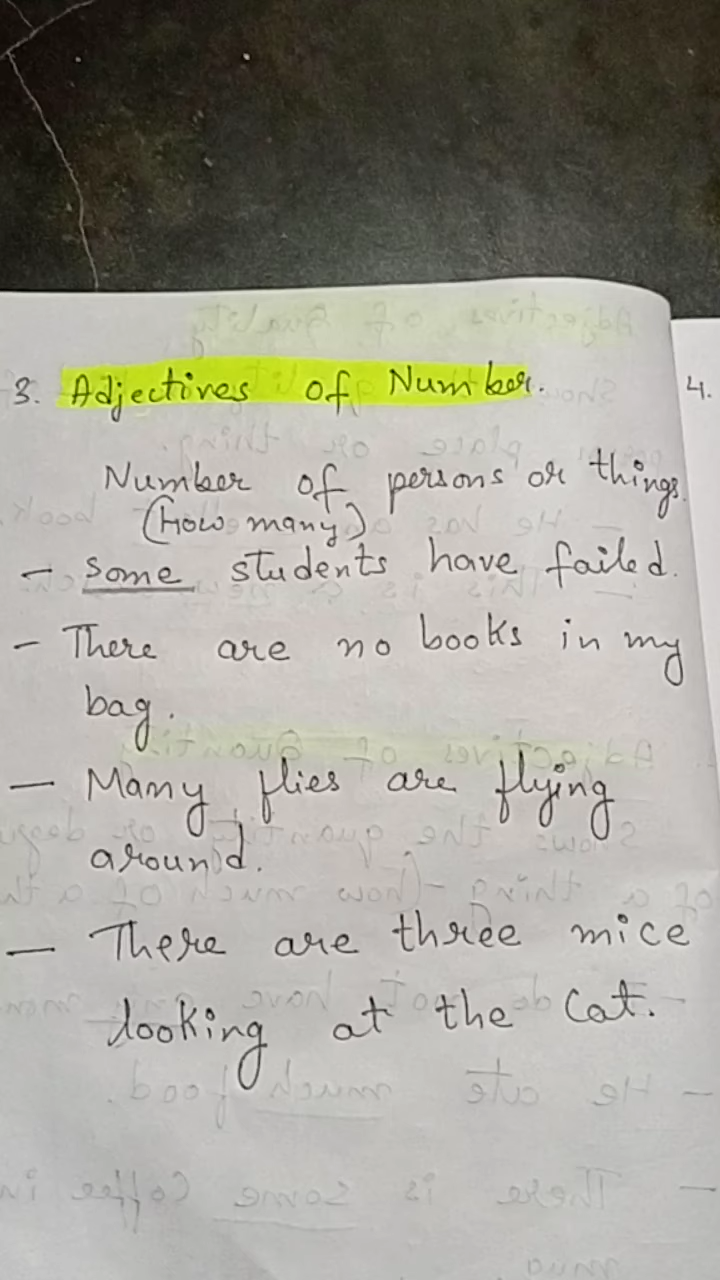 3. Adjectives of Number.
4.
Number of persons or things.
(How many)
- Some students have failed.
- There are no books in my
bag.
- Many flies are flying
around.
- There are three mice
looking at the Cat.